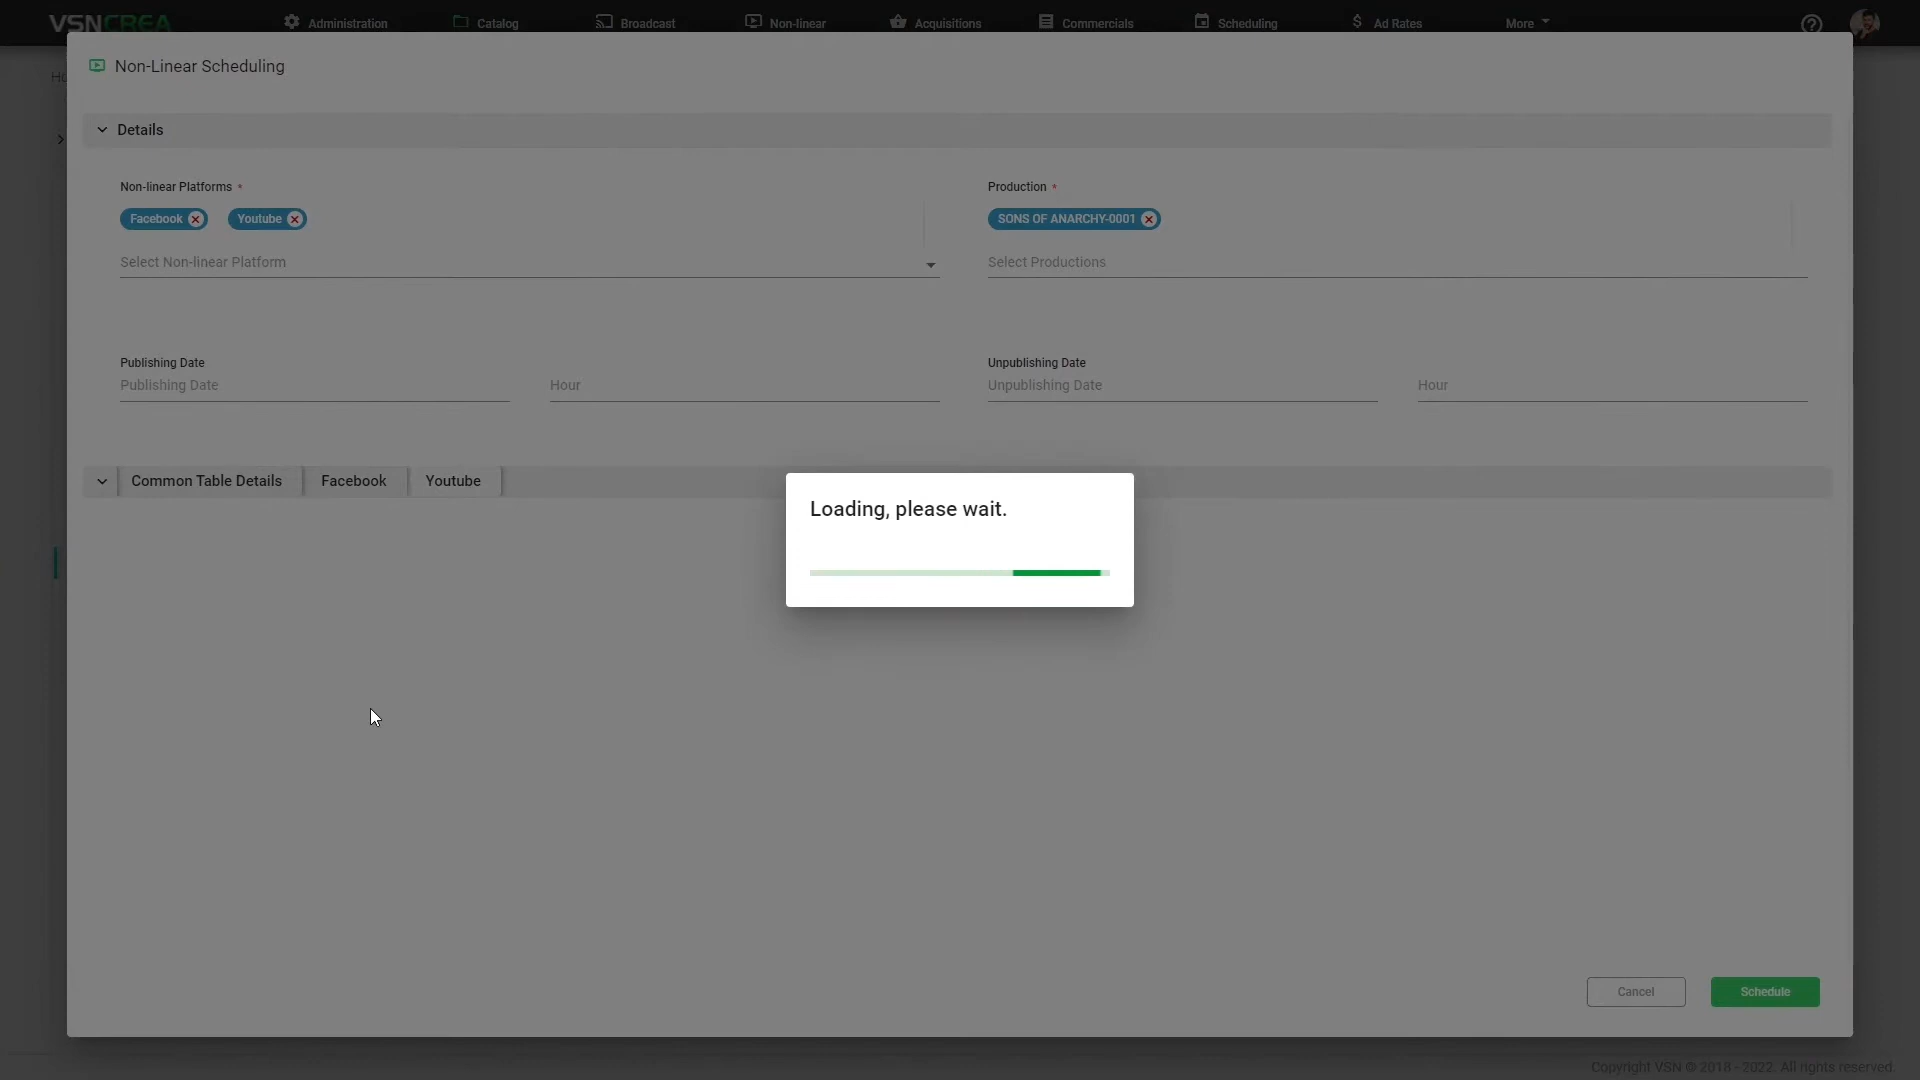 VSNCREA
Administration
Catalog
Broadcast
Non-linear
Acquisitions
Commercials
Scheduling
Ad Rates
More
Non-Linear Scheduling
Details
Non-linear Platforms *
Production *
Facebook
Youtube
SONS OF ANARCHY-0001
Select Non-linear Platform
Select Productions
Publishing Date
Unpublishing Date
Publishing Date
Hour
Unpublishing Date
Hour
Common Table Details
Facebook
Youtube
Loading, please wait.
Cancel
Schedule
Copyright VSN © 2018 - 2022. All rights reserved.